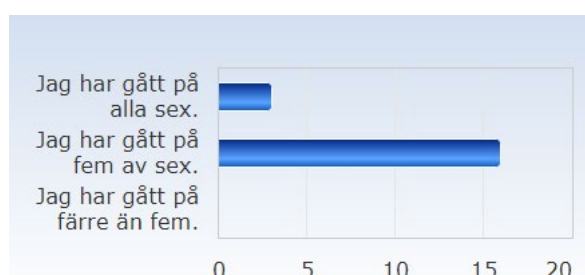 Jag har gått på
alla sex.
Jag har gått på
fem av sex.
Jag har gått på
färre än fem.
0 5 10 15 20